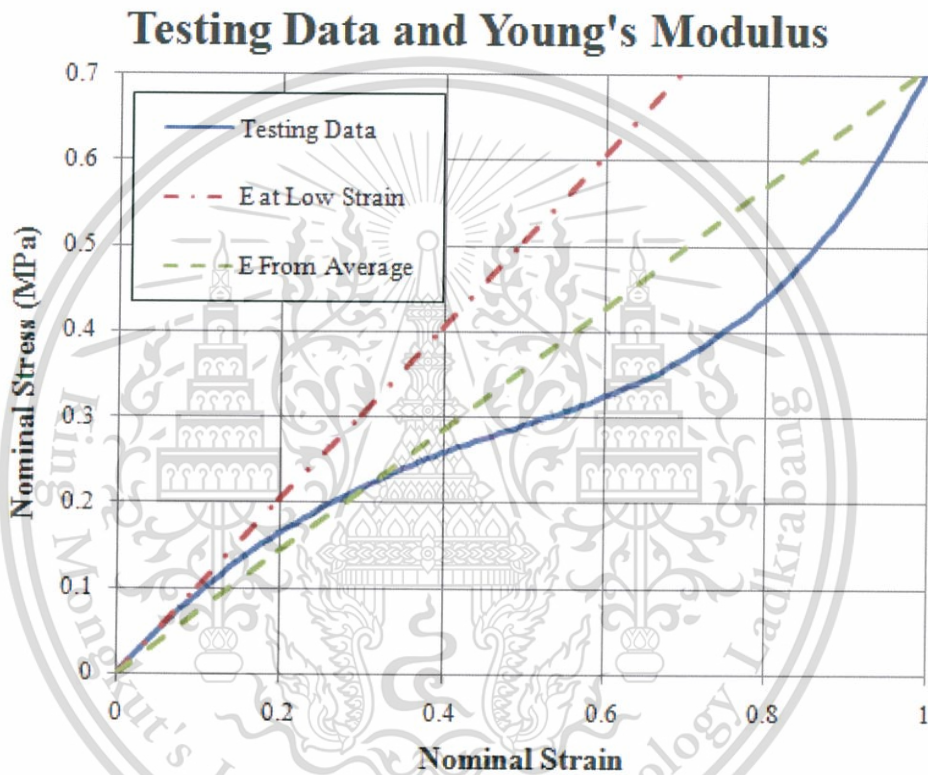 Testing Data and Young's Modulus
0.7
0.6
0.5
0.4
0.3
0.2
0.1
0
Nominal Stress (MPa)
Testing Data
E at Low Strain
E From Average
0
0.2
0.4
0.6
0.8
1
Nominal Strain
King Mongkut's
Ladkrabang